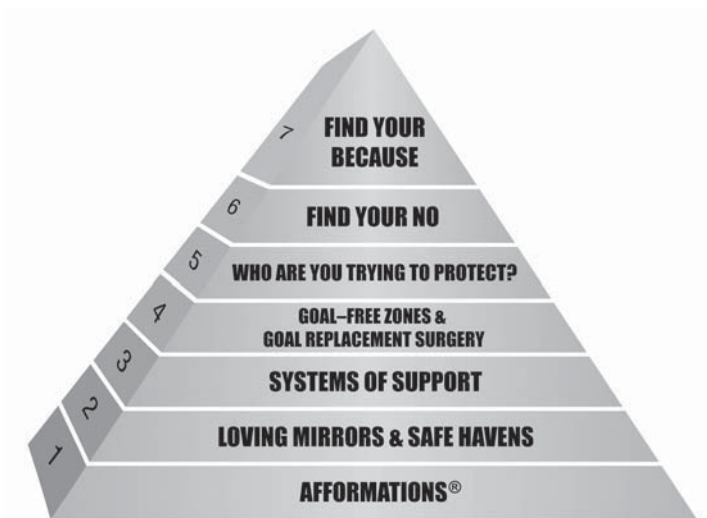 7
FIND YOUR
BECAUSE
6
FIND YOUR NO
5
WHO ARE YOU TRYING TO PROTECT?
4
GOAL–FREE ZONES &
GOAL REPLACEMENT SURGERY
3
SYSTEMS OF SUPPORT
2
LOVING MIRRORS & SAFE HAVENS
1
AFFORMATIONS®